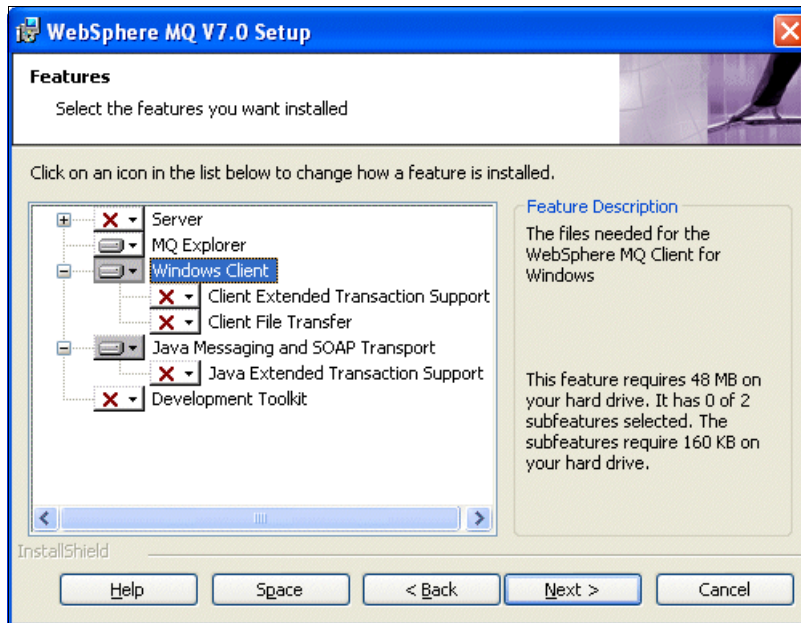 WebSphere MQ V7.0 Setup
Features
Select the features you want installed
Click on an icon in the list below to change how a feature is installed.
Server
MQ Explorer
Windows Client
Client Extended Transaction Support
Client File Transfer
Java Messaging and SOAP Transport
Java Extended Transaction Support
Development Toolkit
Feature Description
The files needed for the
WebSphere MQ Client for
Windows
This feature requires 48 MB on
your hard drive. It has 0 of 2
subfeatures selected. The
subfeatures require 160 KB on
your hard drive.
InstallShield
Help
Space
< Back
Next >
Cancel